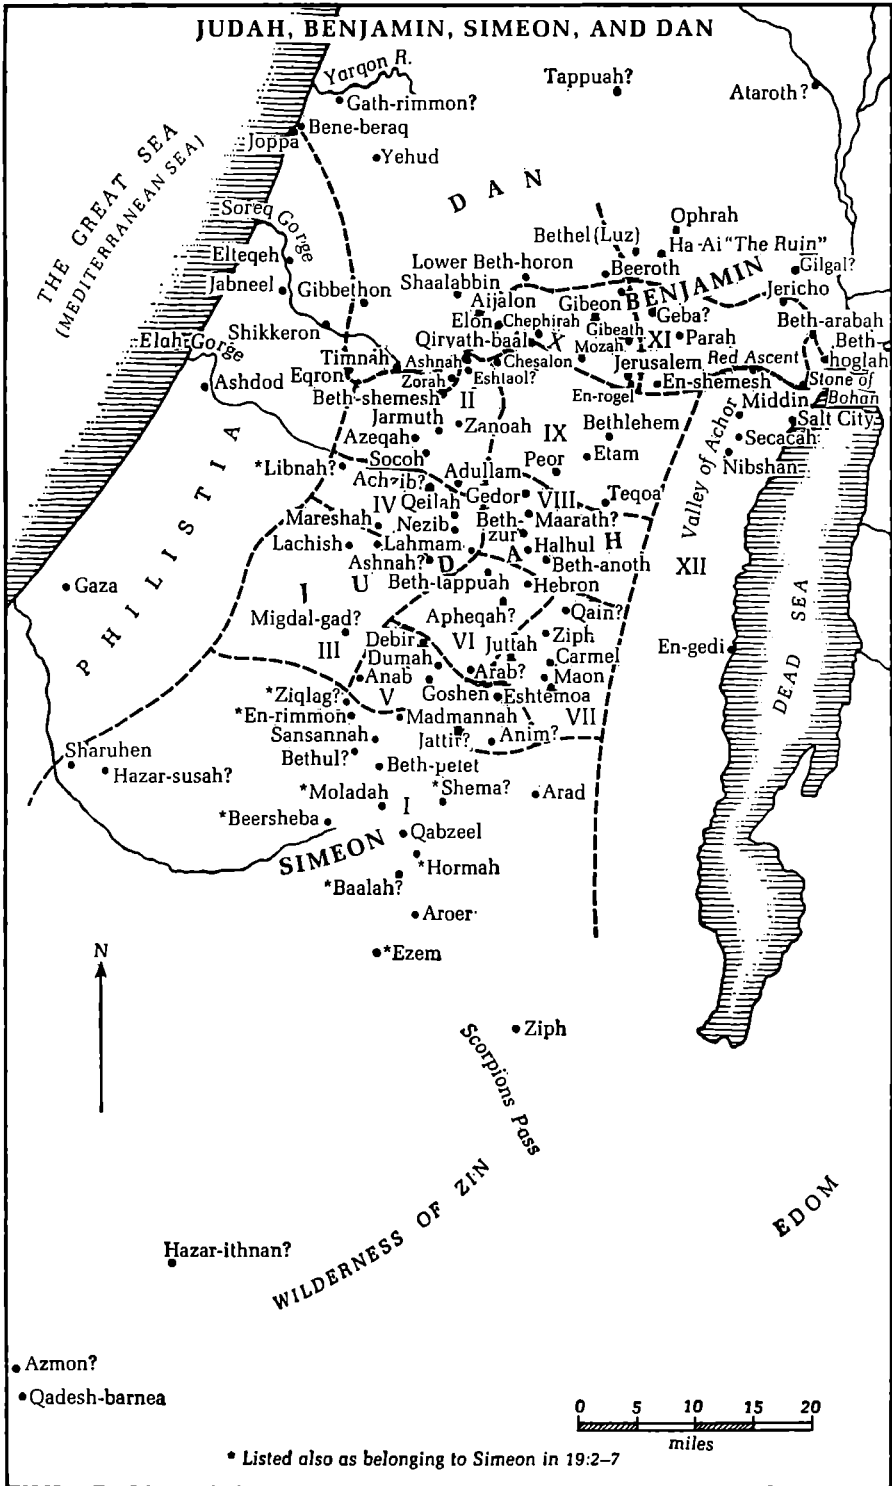 JUDAH, BENJAMIN, SIMEON, AND DAN
Yarqon R.
Tappuah?
Ataroth?
Gath-rimmon?
Bene-beraq
Joppa
Yehud
THE GREAT SEA
(MEDITERRANEAN SEA)
DAN
Soreq Gorge
Ophrah
Bethel (Luz)
Ha-Ai "The Ruin"
Elteqeh
Lower Beth-horon
Beeroth
BENJAMIN
Gilgal?
Jabneel
Gibbethon
Shaalabbin
Jericho
Aijalon
Gibeon
Geba?
Elah Gorge
Shikkeron
Elon
Chephirah
Gibeath
XI
Parah
Beth-arabah
Qiryath-baal
X
Mozah
Beth-
hoglah
Timnah
Ashnah
Chesalon
Jerusalem
Red Ascent
Ashdod
Eqron
Zorah
Eshtaol?
En-shemesh
Stone of
Bohan
Beth-shemesh
II
En-rogel
Middin
Jarmuth
Zanoah
IX
Bethlehem
Salt City
Azeqah
Secacah
*Libnah?
Socoh
Peor
Etam
Nibshan
Valley of Achor
Achzib?
Adullam
IV
Qeilah
Gedor
VIII
Teqoa
Mareshah
Nezib
Beth-
zur
Maarath?
Lachish
Lahmam
Halhul
JUDAH
Ashnah?
Beth-anoth
XII
PHILISTIA
Gaza
Beth-tappuah
Hebron
DEAD SEA
Migdal-gad?
Apheqah?
Qain?
III
Debir
VI
Juttah
Ziph
En-gedi
Dumah
Carmel
Anab
Arab?
Maon
*Ziqlag?
V
Goshen
Eshtemoa
*En-rimmon
Madmannah
VII
Sansannah
Jattir?
Anim?
Sharuhen
Bethul?
Beth-pelet
Hazar-susah?
*Moladah
*Shema?
Arad
*Beersheba
I
Qabzeel
SIMEON
*Hormah
*Baalah?
Aroer
N
*Ezem
Ziph
Scorpions Pass
WILDERNESS OF ZIN
EDOM
Hazar-ithnan?
Azmon?
Qadesh-barnea
0 5 10 15 20
miles
* Listed also as belonging to Simeon in 19:2–7